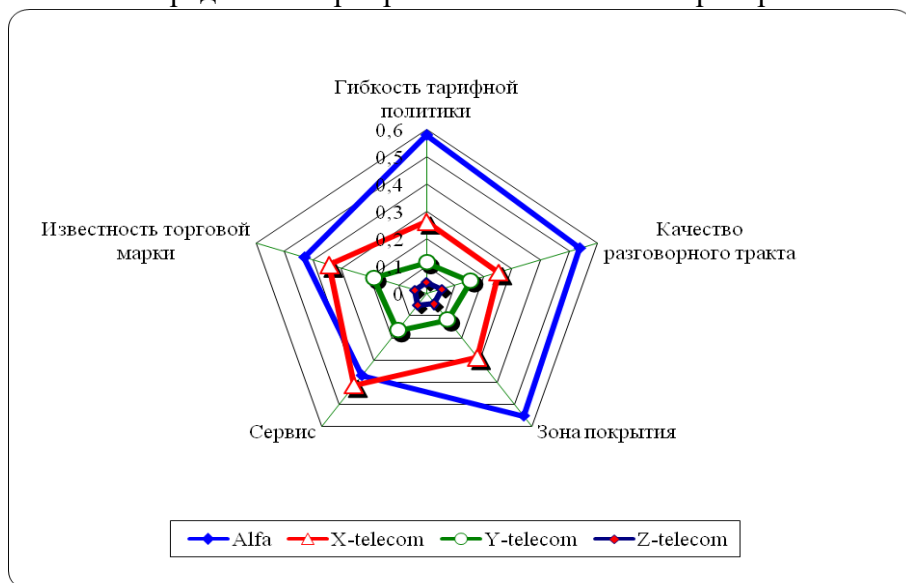 Гибкость тарифной
политики
0,6
0,5
0,4
0,3
0,2
0,1
0
Известность торговой
марки
Качество
разговорного тракта
Сервис
Зона покрытия
Alfa
X-telecom
Y-telecom
Z-telecom